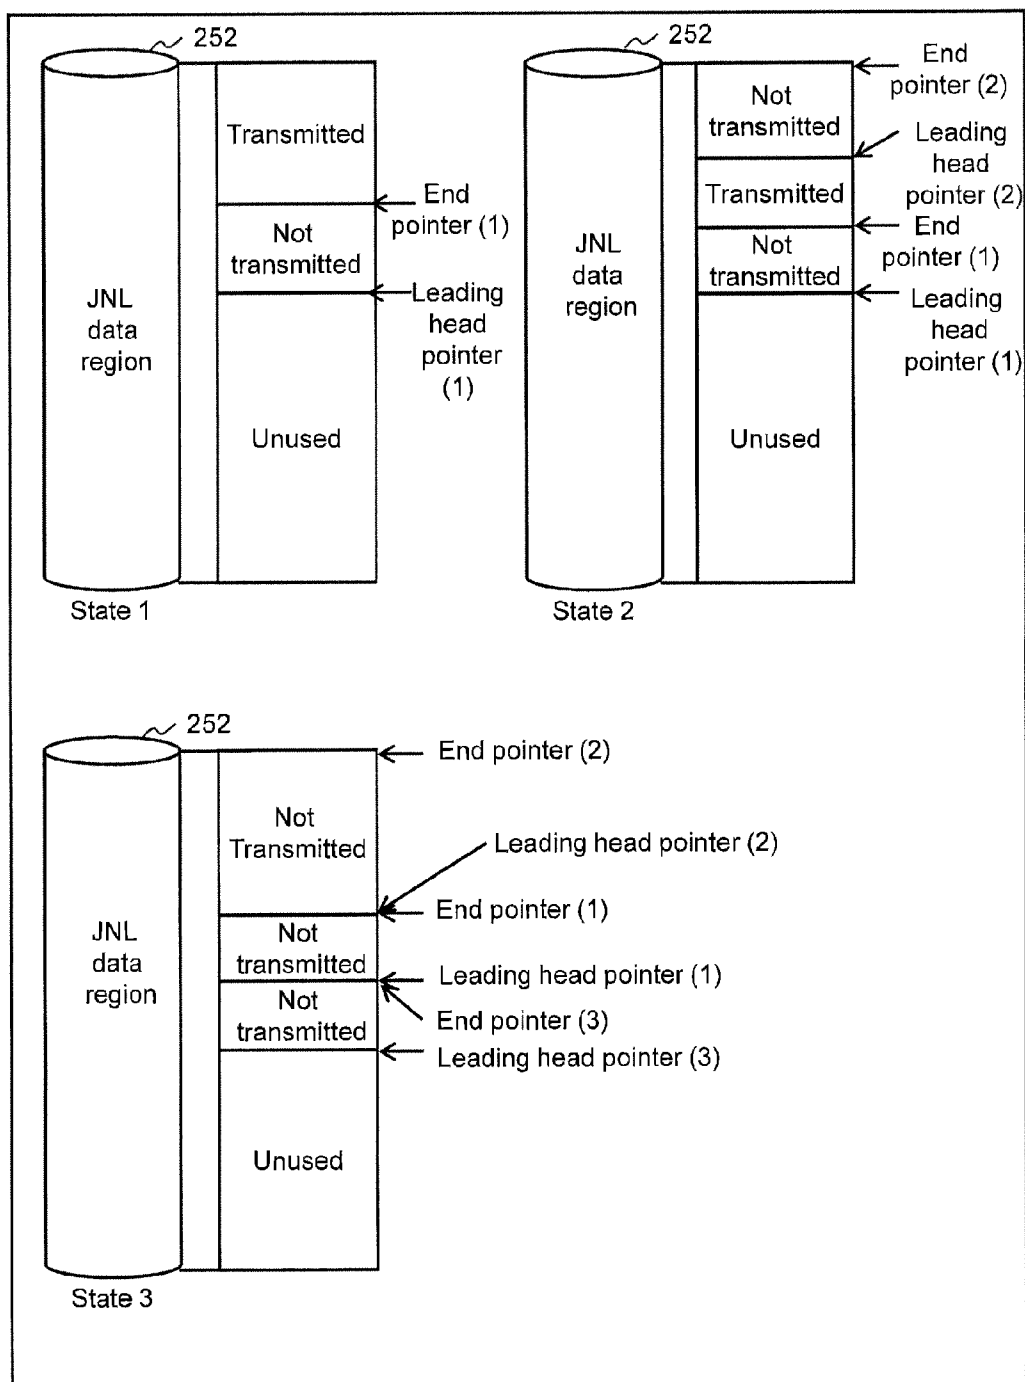 252
Transmitted
End
pointer (1)
Not
transmitted
Leading
head
pointer
(1)
JNL
data
region
Unused
State 1
252
End
pointer (2)
Not
transmitted
Leading
head
pointer (2)
Transmitted
End
pointer (1)
JNL
data
region
Not
transmitted
Leading
head
pointer (1)
Unused
State 2
252
End pointer (2)
Not
Transmitted
Leading head pointer (2)
End pointer (1)
JNL
data
region
Not
transmitted
Leading head pointer (1)
Not
transmitted
End pointer (3)
Leading head pointer (3)
Unused
State 3